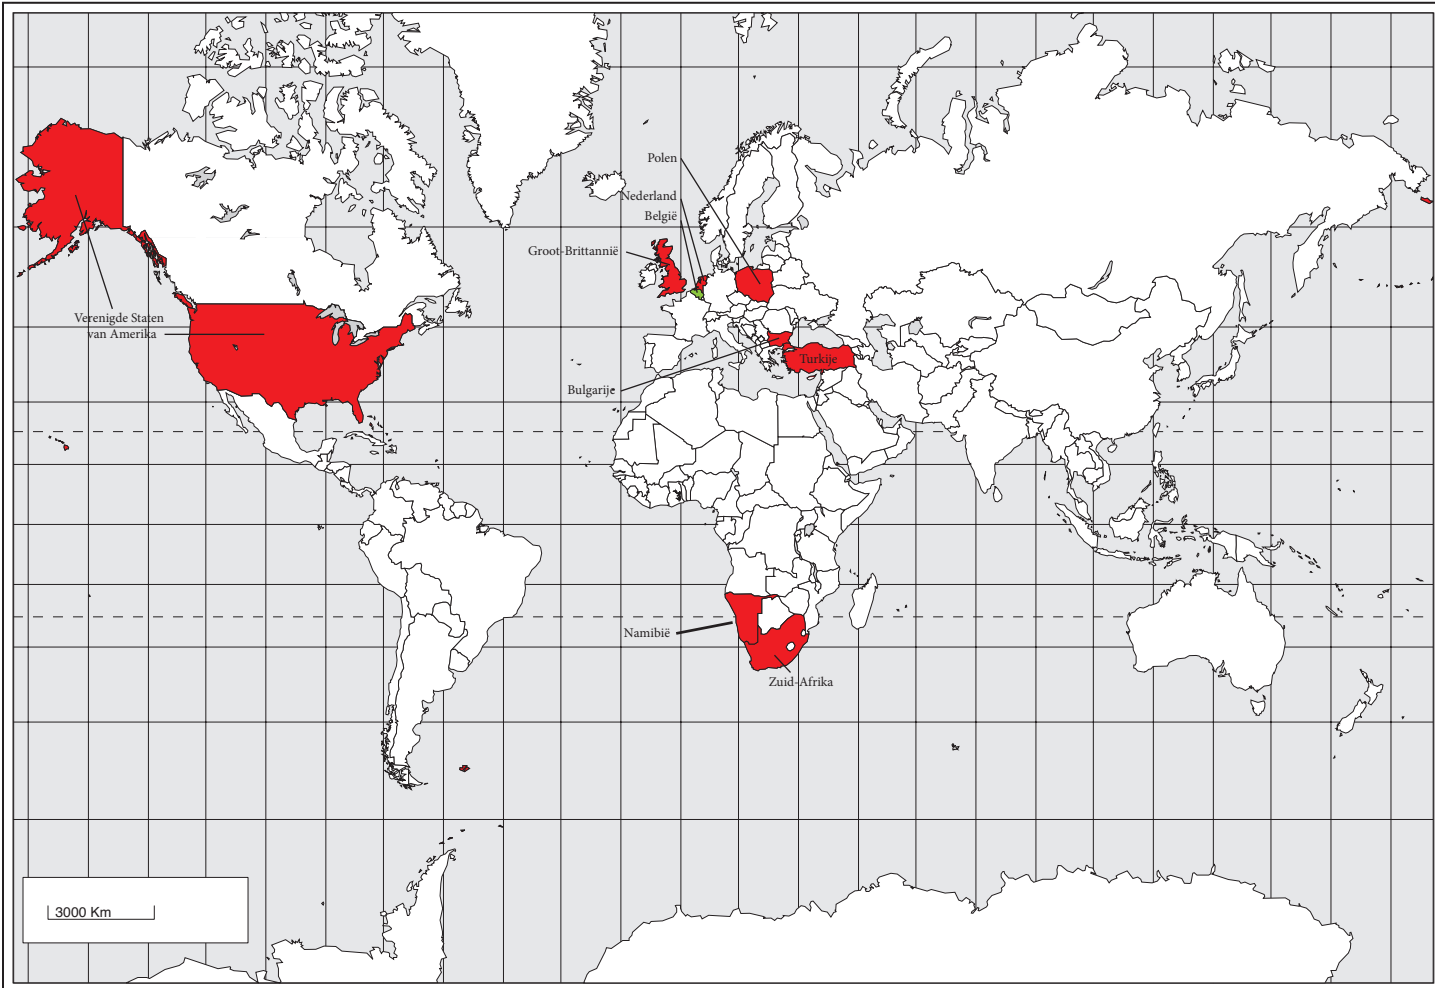 Polen
Nederland
België
Groot-Brittannië
Verenigde Staten
van Amerika
Turkije
Bulgarije
Namibië
Zuid-Afrika
3000 Km